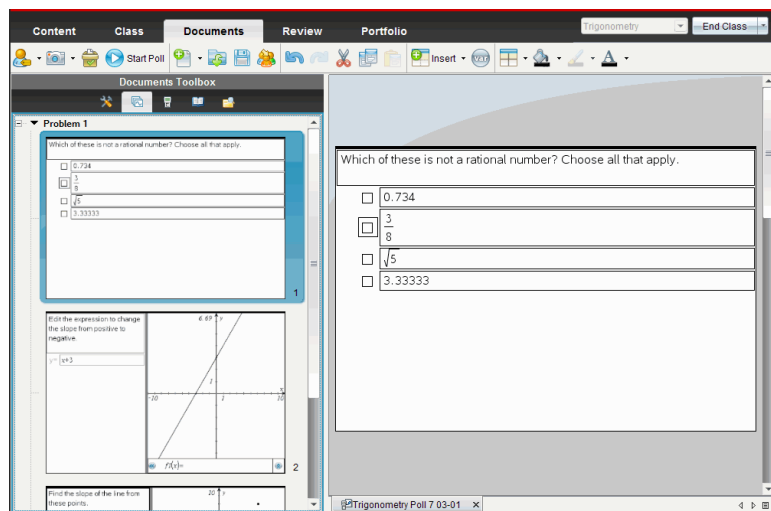 Content Class Documents Review Portfolio Trigonometry End Class
Start Poll Insert var
Documents Toolbox
Problem 1
Which of these is not a rational number? Choose all that apply.
0.734
3
8
√5
3.33333
1
Edit the expression to change
the slope from positive to
negative.
y= x+3
6.69 y
1
x
-10 1 10
f1(x)=
2
Find the slope of the line from
these points.
20 y
Which of these is not a rational number? Choose all that apply.
0.734
3
8
√5
3.33333
Trigonometry Poll 7 03-01